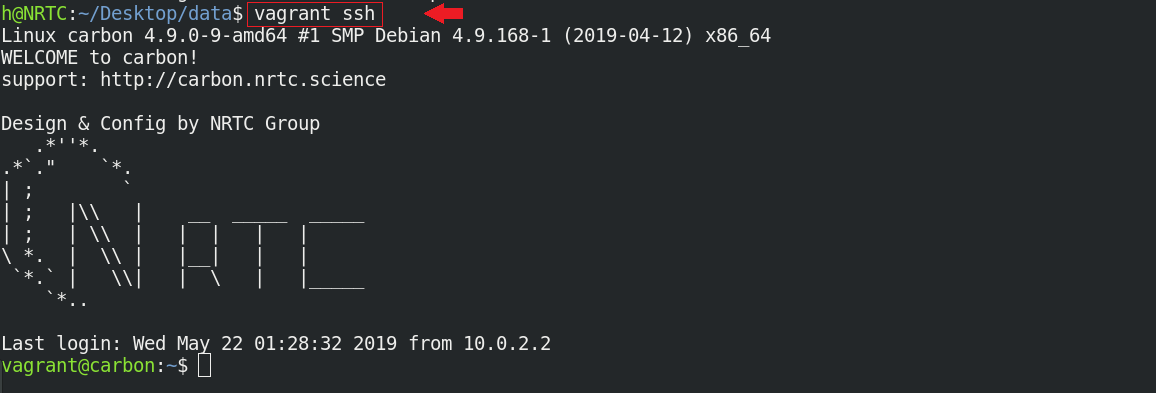 h@NRTC:~/Desktop/data$ vagrant ssh
Linux carbon 4.9.0-9-amd64 #1 SMP Debian 4.9.168-1 (2019-04-12) x86_64
WELCOME to carbon!
support: http://carbon.nrtc.science
Design & Config by NRTC Group
   .*''*.
.*`."    `*.
| ;        `
| ;   |\\   |    __  _____  _____
| ;   | \\  |   |  |   |   |
\ *.  |  \\ |   |__|   |   |
 `*.` |   \\|   |  \   |   |_____
    `*..
Last login: Wed May 22 01:28:32 2019 from 10.0.2.2
vagrant@carbon:~$